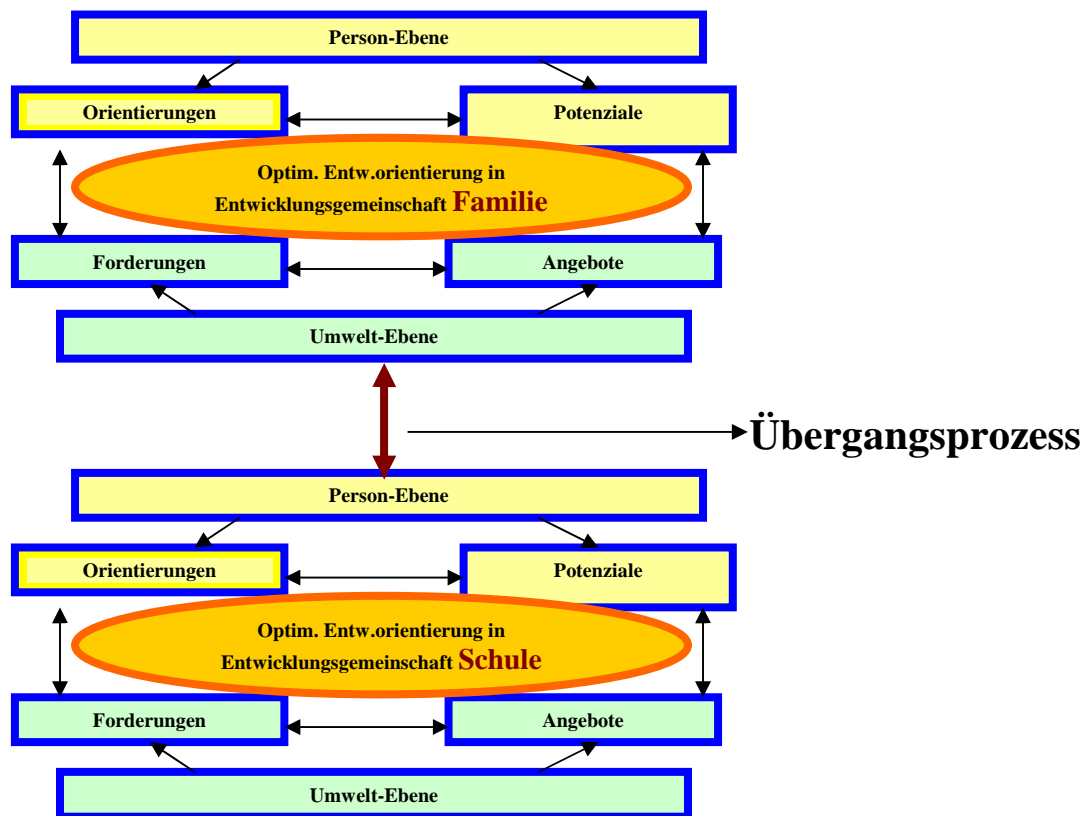 Person-Ebene
Orientierungen
Potenziale
Optim. Entw.orientierung in
Entwicklungsgemeinschaft Familie
Forderungen
Angebote
Umwelt-Ebene
Übergangsprozess
Person-Ebene
Orientierungen
Potenziale
Optim. Entw.orientierung in
Entwicklungsgemeinschaft Schule
Forderungen
Angebote
Umwelt-Ebene